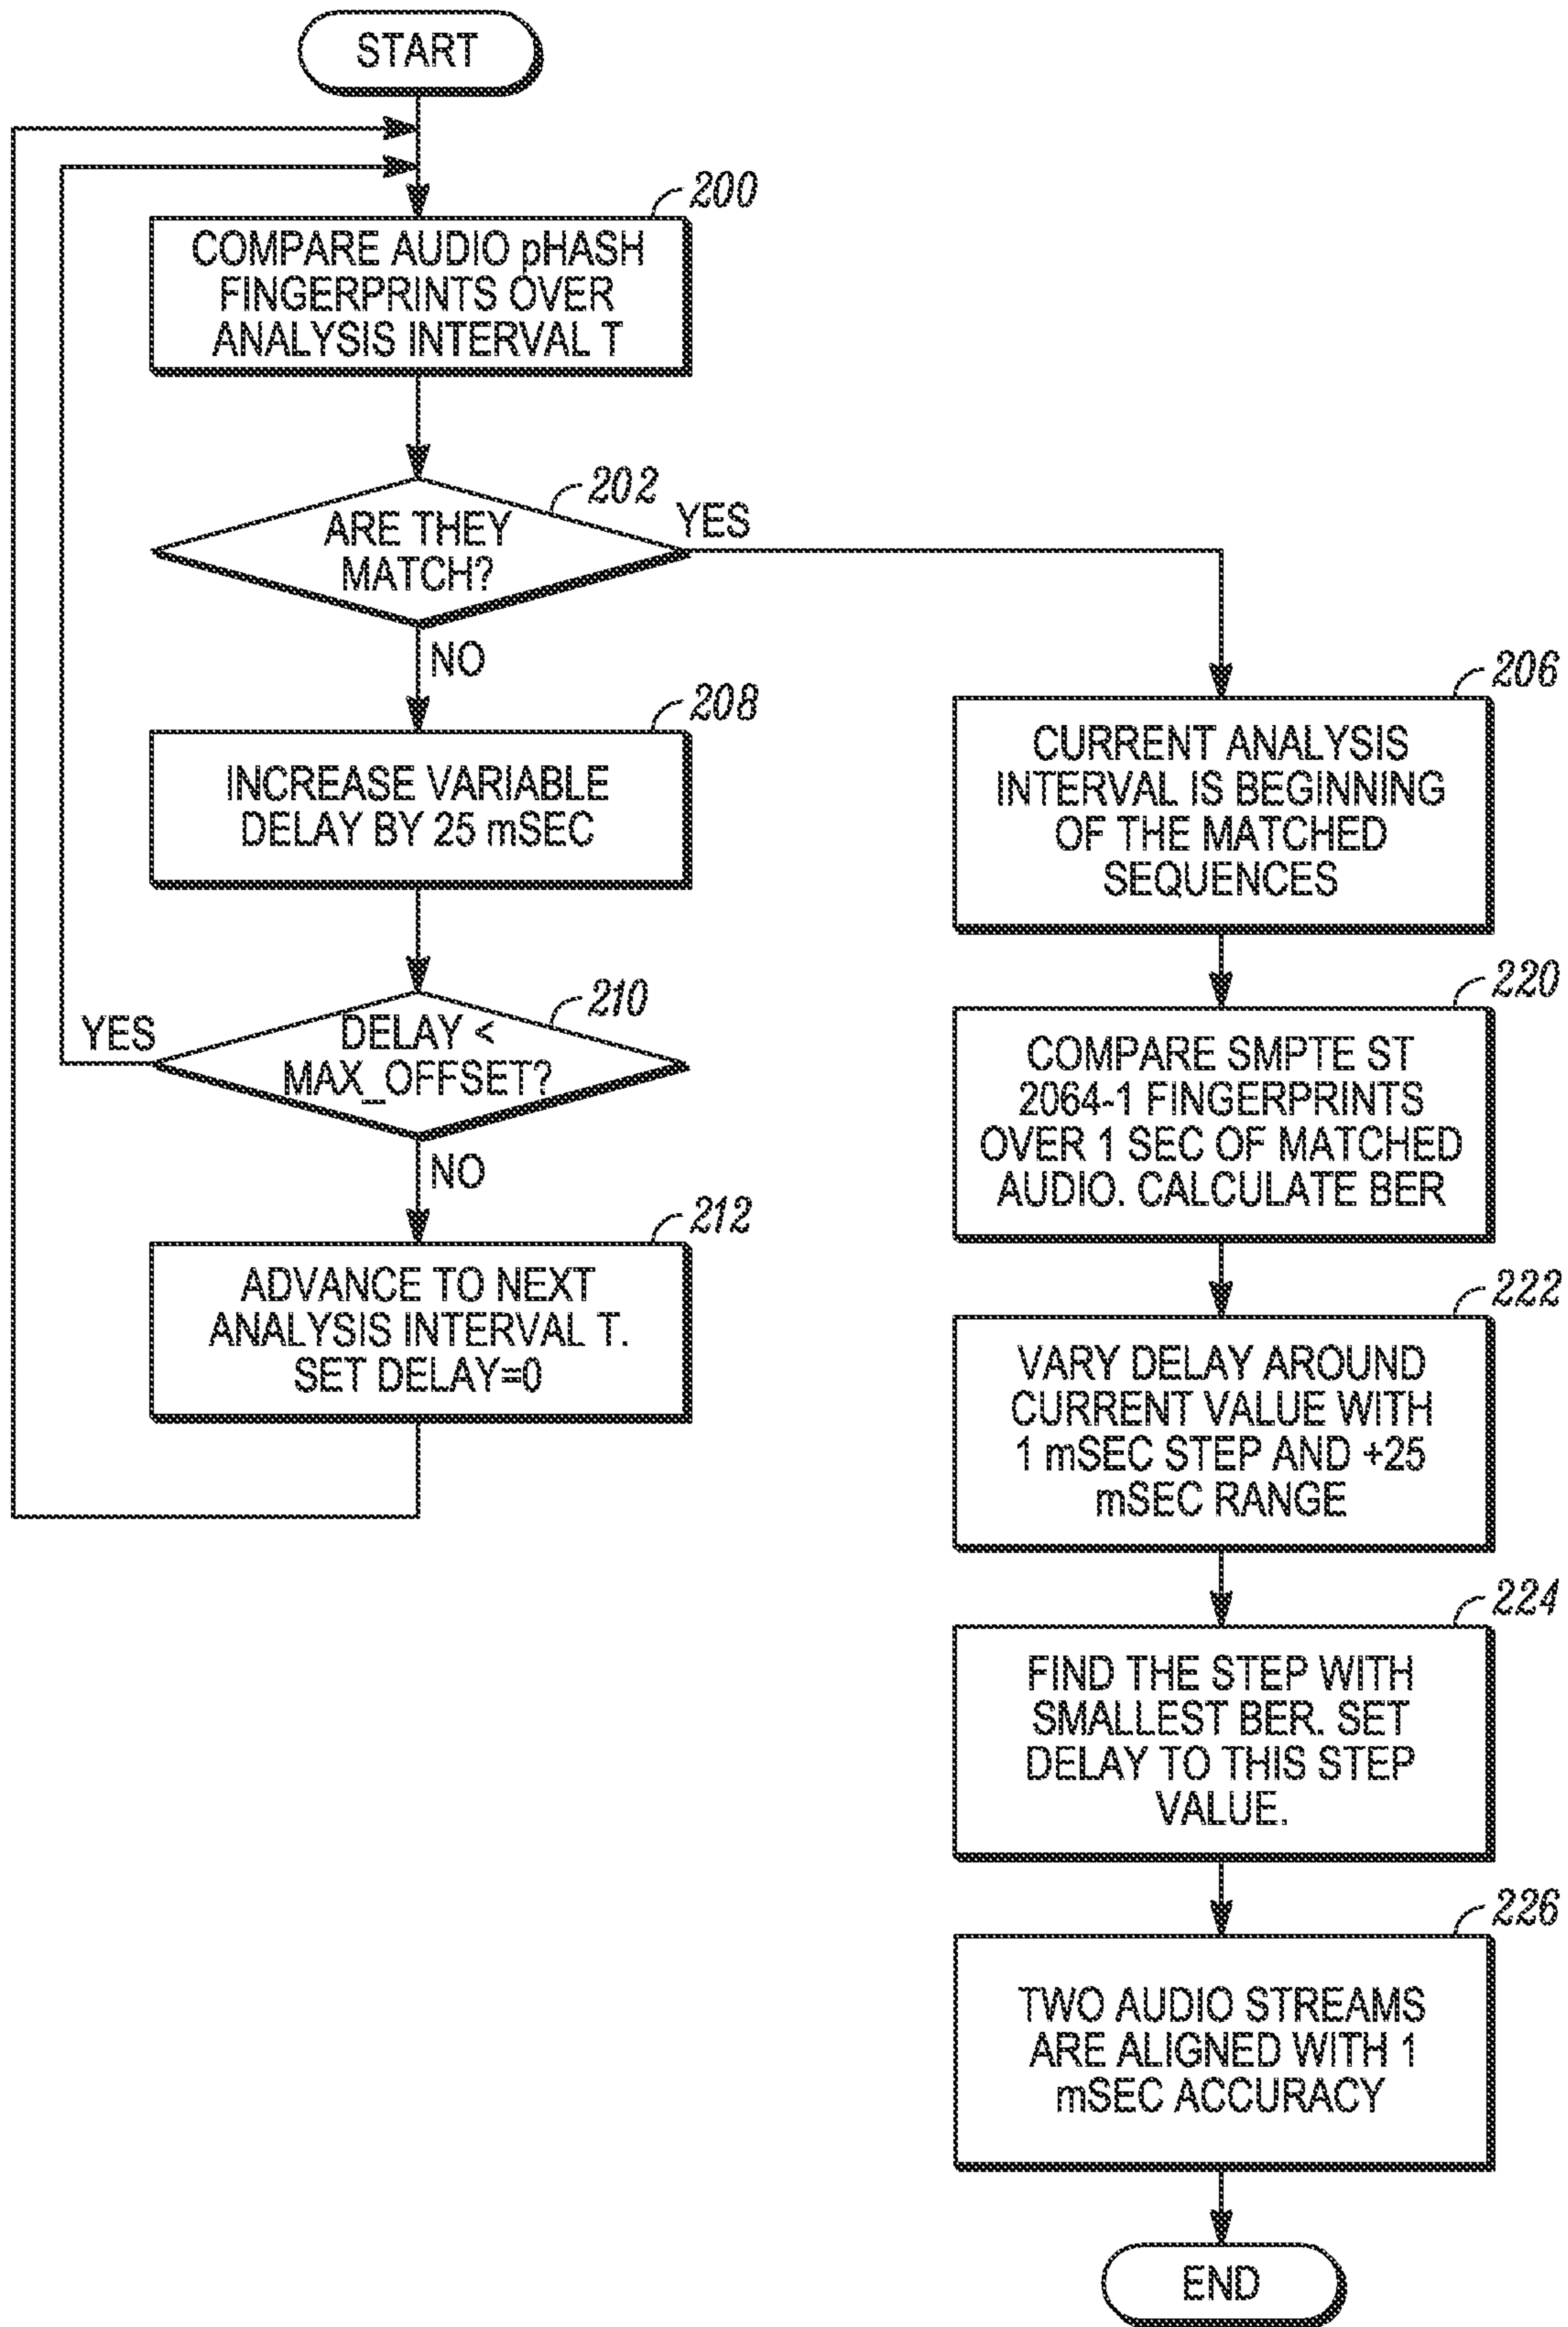 START
200
COMPARE AUDIO pHASH
FINGERPRINTS OVER
ANALYSIS INTERVAL T
202
ARE THEY
MATCH?
YES
NO
208
INCREASE VARIABLE
DELAY BY 25 mSEC
210
DELAY <
MAX_OFFSET?
YES
NO
212
ADVANCE TO NEXT
ANALYSIS INTERVAL T.
SET DELAY=0
206
CURRENT ANALYSIS
INTERVAL IS BEGINNING
OF THE MATCHED
SEQUENCES
220
COMPARE SMPTE ST
2064-1 FINGERPRINTS
OVER 1 SEC OF MATCHED
AUDIO. CALCULATE BER
222
VARY DELAY AROUND
CURRENT VALUE WITH
1 mSEC STEP AND +25
mSEC RANGE
224
FIND THE STEP WITH
SMALLEST BER. SET
DELAY TO THIS STEP
VALUE.
226
TWO AUDIO STREAMS
ARE ALIGNED WITH 1
mSEC ACCURACY
END